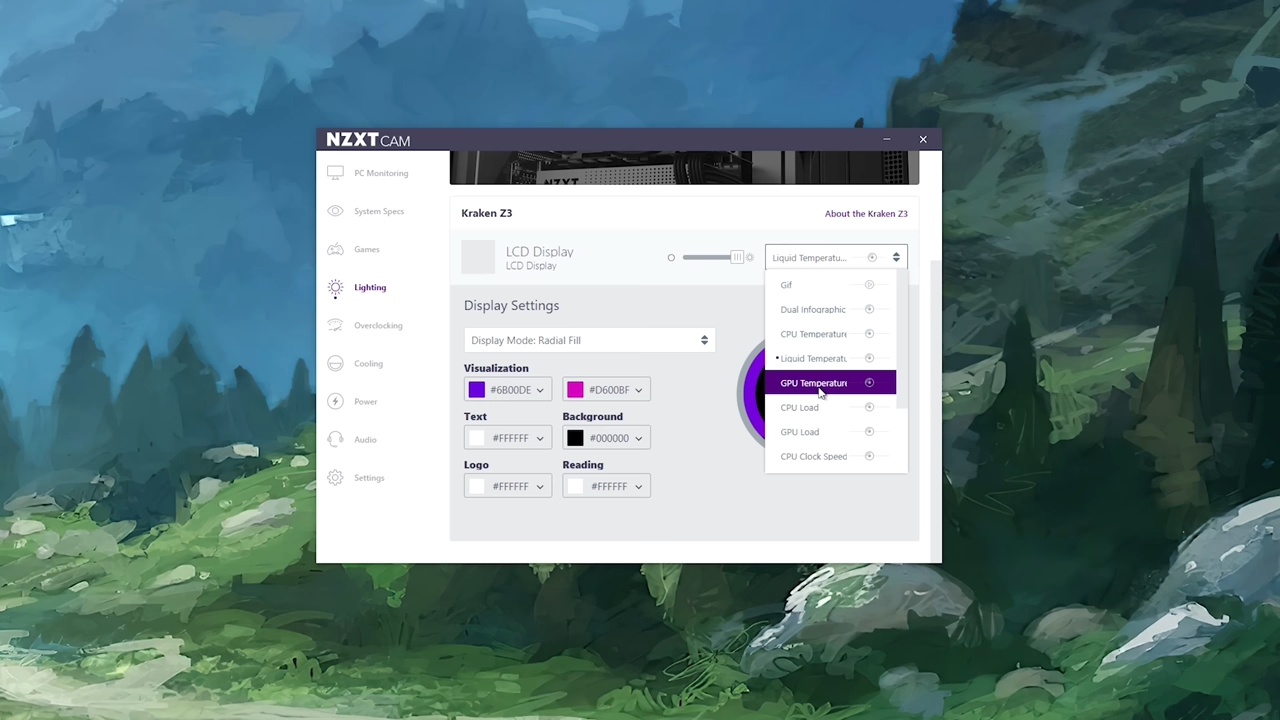 NZXT CAM
PC Monitoring
System Specs
Games
Lighting
Overclocking
Cooling
Power
Audio
Settings
NZXT
Kraken Z3
About the Kraken Z3
LCD Display
LCD Display
Liquid Temperatu...
Gif
Dual Infographic
CPU Temperature
Liquid Temperatu
GPU Temperature
CPU Load
GPU Load
CPU Clock Speed
Display Settings
Display Mode: Radial Fill
Visualization
#6B00DE
#D600BF
Text
Background
#FFFFFF
#000000
Logo
Reading
#FFFFFF
#FFFFFF